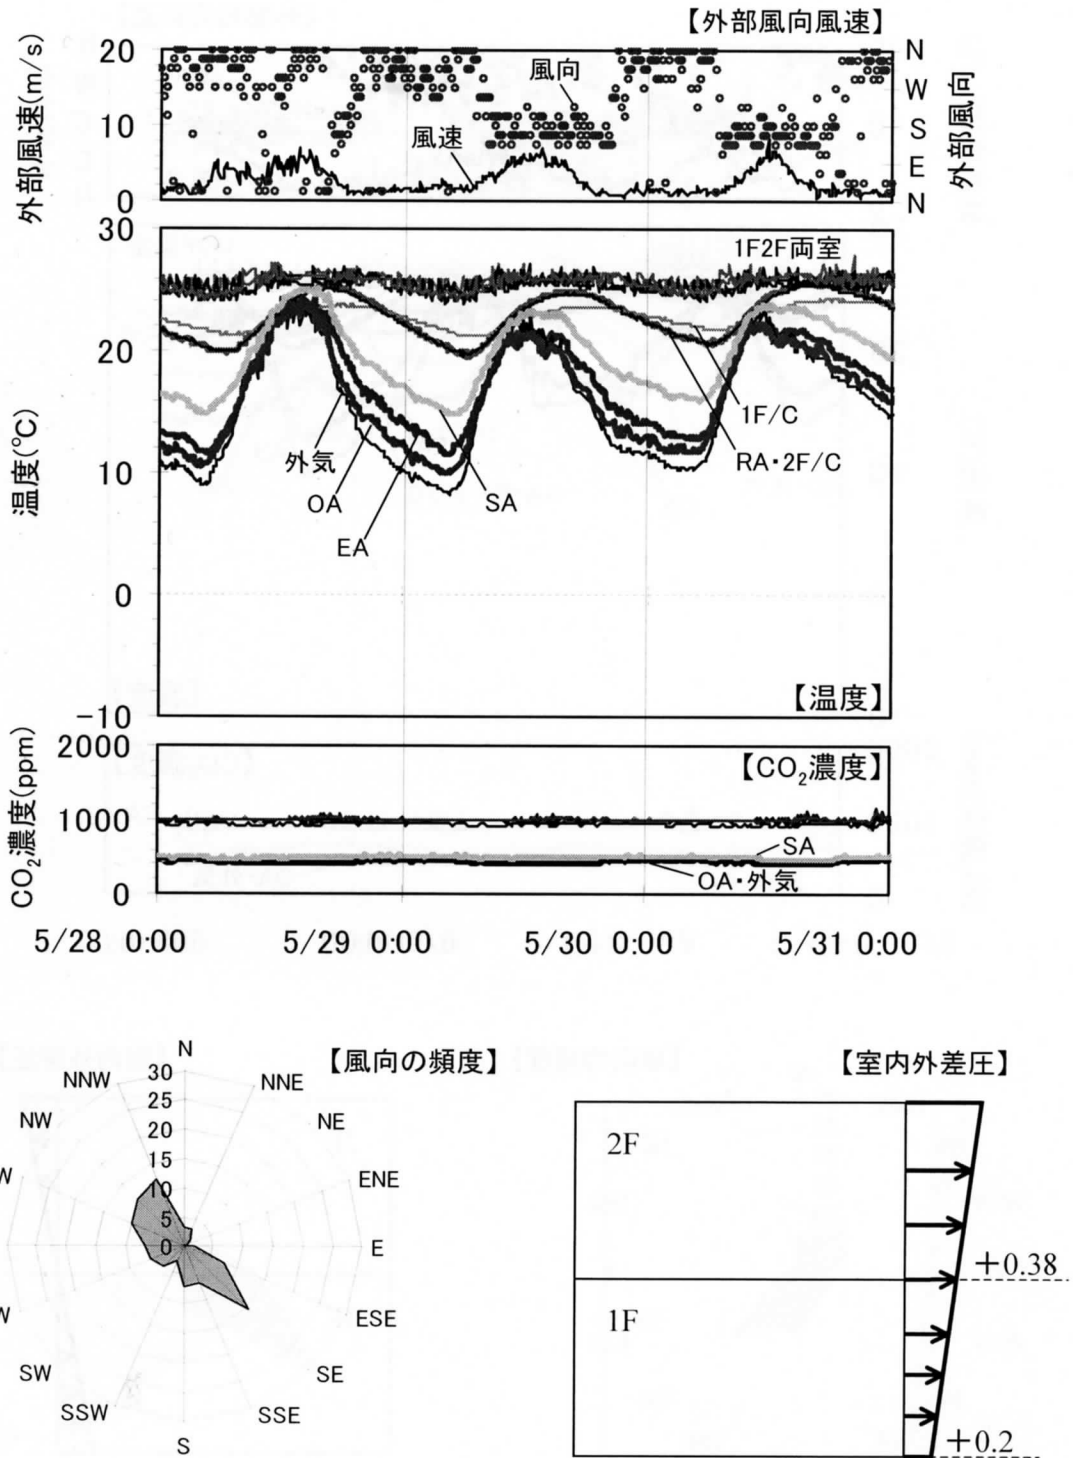 【外部風向風速】
外部風速(m/s)
20
10
0
風向
風速
N
W
S
E
N
外部風向
温度(℃)
30
20
10
0
-10
1F2F両室
外気
OA
EA
SA
1F/C
RA・2F/C
【温度】
CO₂濃度(ppm)
2000
1000
0
【CO₂濃度】
SA
OA・外気
5/28 0:00
5/29 0:00
5/30 0:00
5/31 0:00
【風向の頻度】
N
NNW
NNE
NW
NE
W
ENE
E
W
ESE
SW
SE
SSW
SSE
S
30
25
20
15
10
5
0
【室内外差圧】
2F
1F
+0.38
+0.2